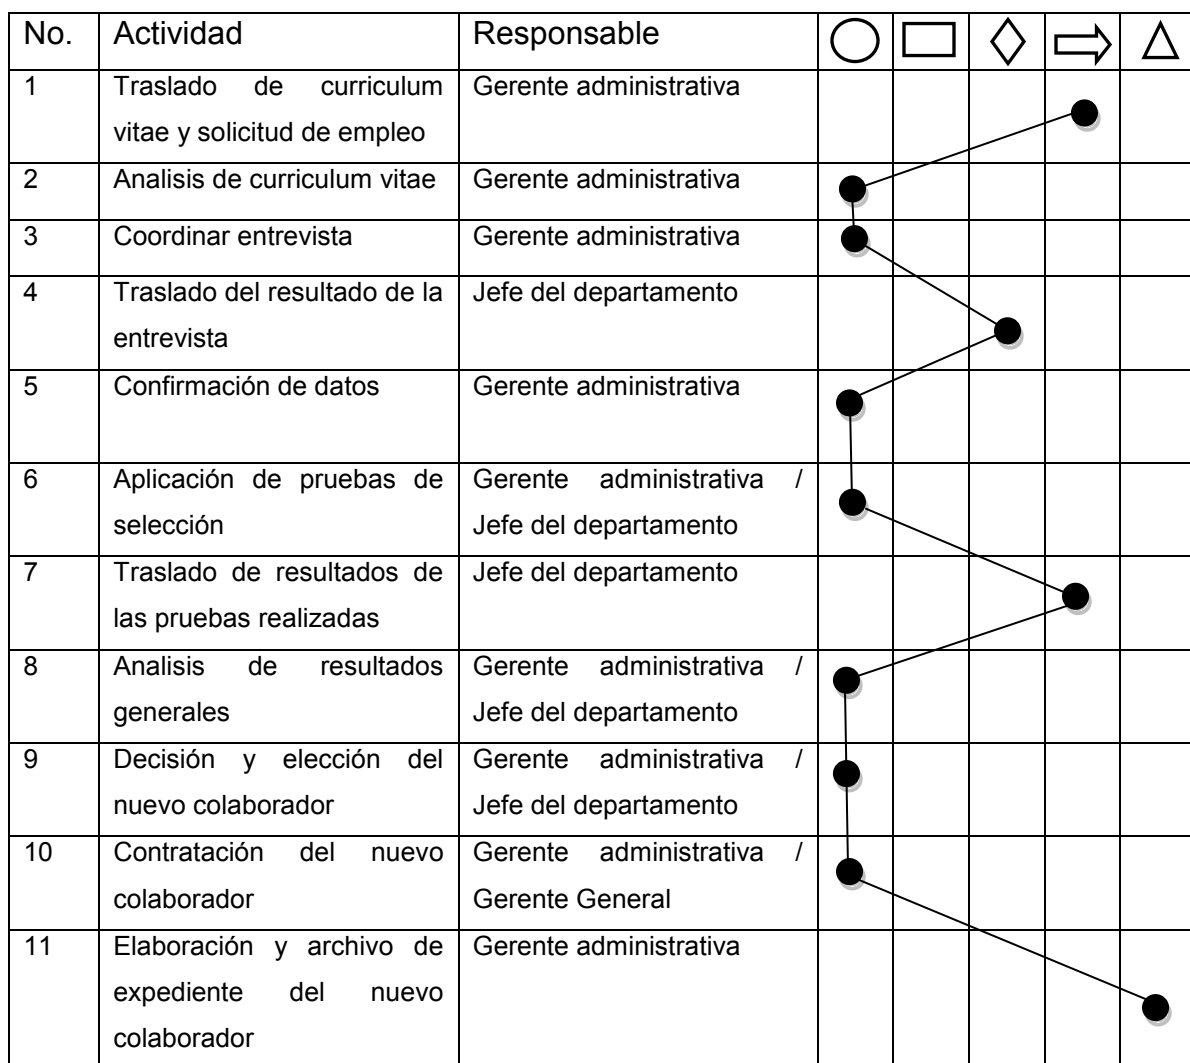 No. Actividad Responsable
1 Traslado de curriculum Gerente administrativa
vitae y solicitud de empleo
2 Analisis de curriculum vitae Gerente administrativa
3 Coordinar entrevista Gerente administrativa
4 Traslado del resultado de la Jefe del departamento
entrevista
5 Confirmación de datos Gerente administrativa
6 Aplicación de pruebas de Gerente administrativa /
selección Jefe del departamento
7 Traslado de resultados de Jefe del departamento
las pruebas realizadas
8 Analisis de resultados Gerente administrativa /
generales Jefe del departamento
9 Decisión y elección del Gerente administrativa /
nuevo colaborador Jefe del departamento
10 Contratación del nuevo Gerente administrativa /
colaborador Gerente General
11 Elaboración y archivo de Gerente administrativa
expediente del nuevo
colaborador